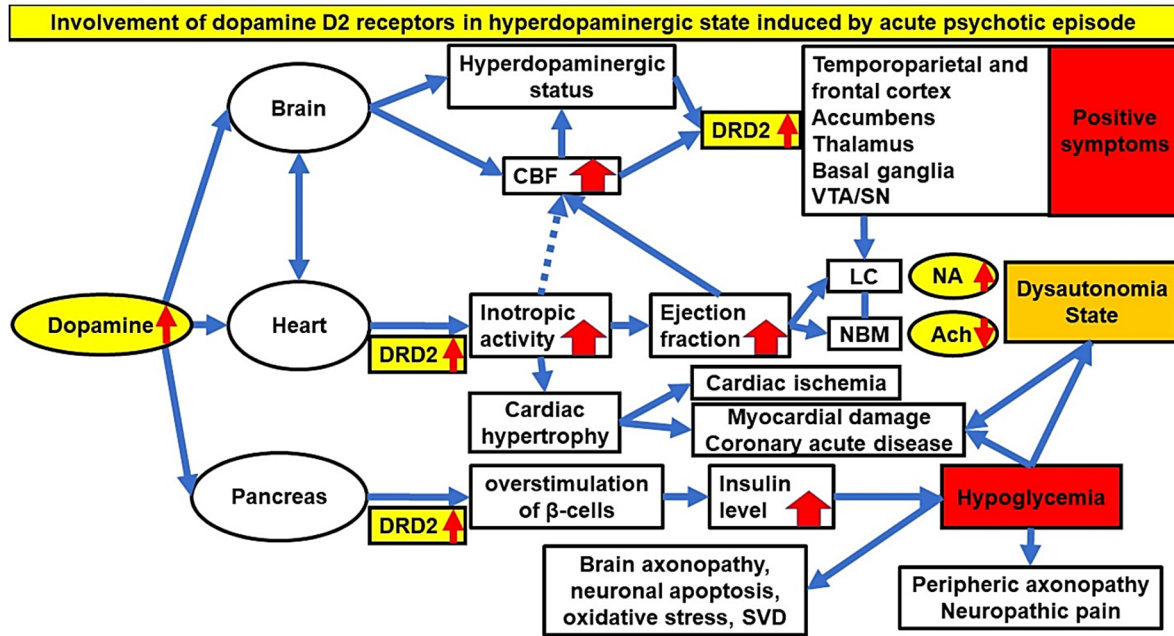 Involvement of dopamine D2 receptors in hyperdopaminergic state induced by acute psychotic episode
Brain
Hyperdopaminergic
status
CBF
DRD2
Temporoparietal and
frontal cortex
Accumbens
Thalamus
Basal ganglia
VTA/SN
Positive
symptoms
Dopamine
Heart
DRD2
Inotropic
activity
Ejection
fraction
LC
NBM
NA
Ach
Dysautonomia
State
Cardiac
hypertrophy
Cardiac ischemia
Myocardial damage
Coronary acute disease
Pancreas
DRD2
overstimulation
of β-cells
Insulin
level
Hypoglycemia
Brain axonopathy,
neuronal apoptosis,
oxidative stress, SVD
Peripheric axonopathy
Neuropathic pain